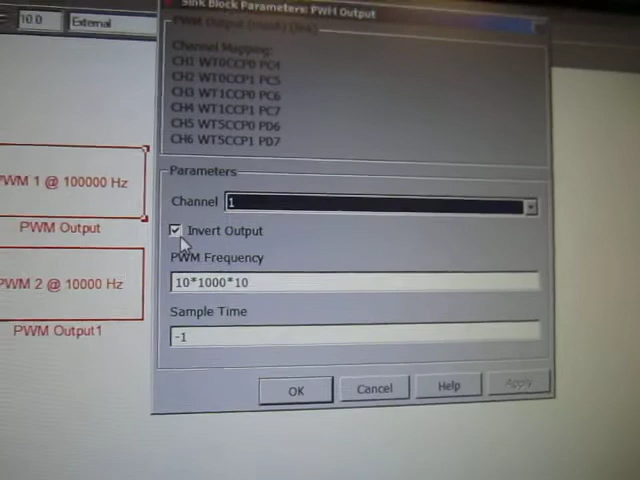 Sink Block Parameters: PWM Output
10.0
External
PWM Output (mask) (link)
Channel Mapping:
CH1 WT0CCP0 PC4
CH2 WT0CCP1 PC5
CH3 WT1CCP0 PC6
CH4 WT1CCP1 PC7
CH5 WT5CCP0 PD6
CH6 WT5CCP1 PD7
Parameters
Channel 1
Invert Output
PWM Frequency
10*1000*10
Sample Time
-1
OK Cancel Help Apply
PWM 1 @ 100000 Hz
PWM Output
PWM 2 @ 10000 Hz
PWM Output1